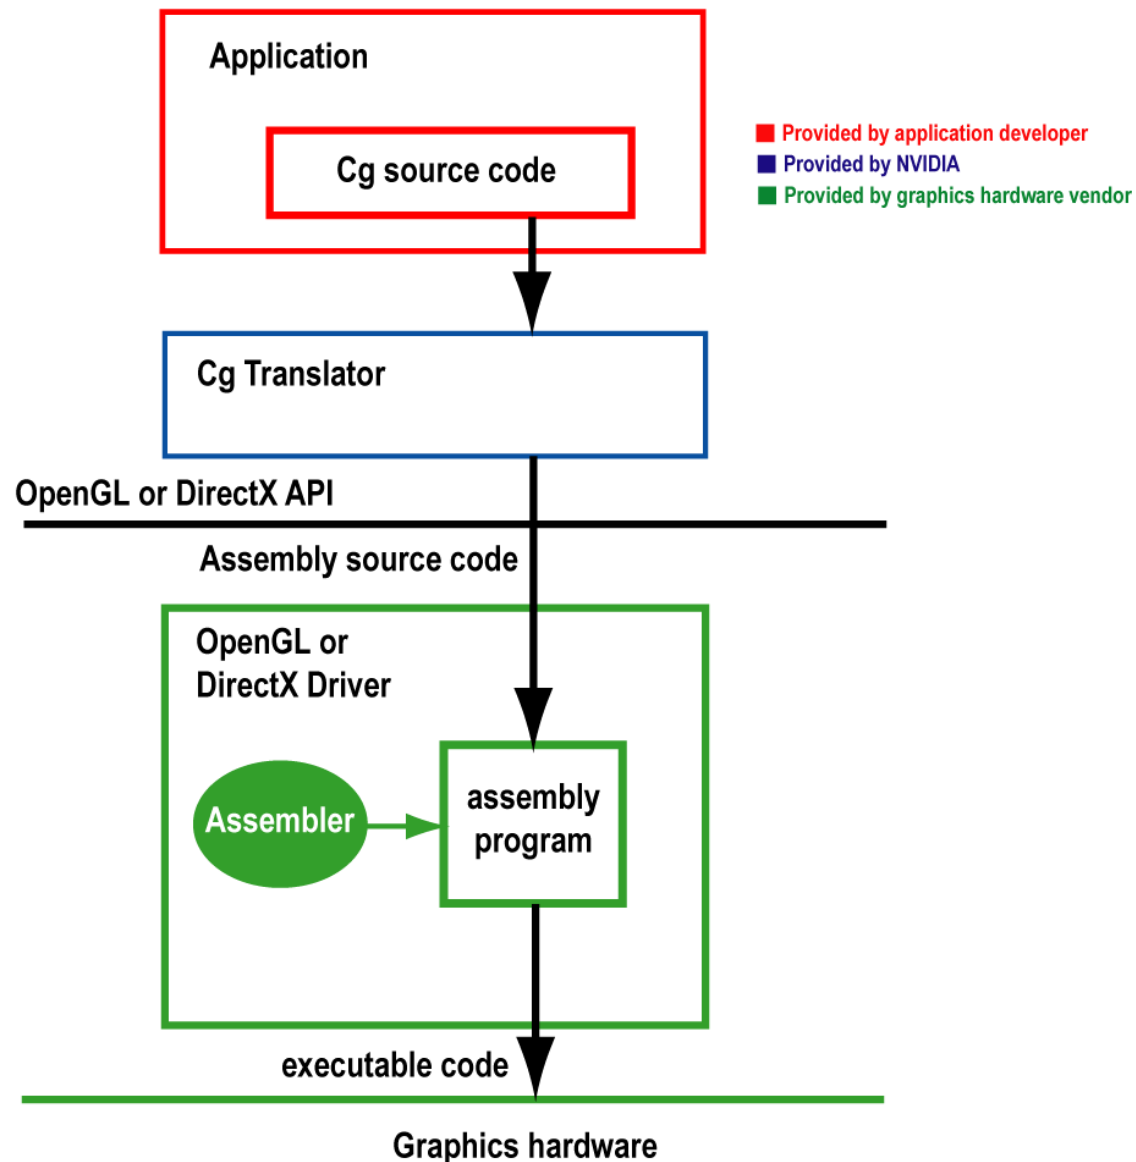 Application
Cg source code
Provided by application developer
Provided by NVIDIA
Provided by graphics hardware vendor
Cg Translator
OpenGL or DirectX API
Assembly source code
OpenGL or
DirectX Driver
Assembler
assembly
program
executable code
Graphics hardware